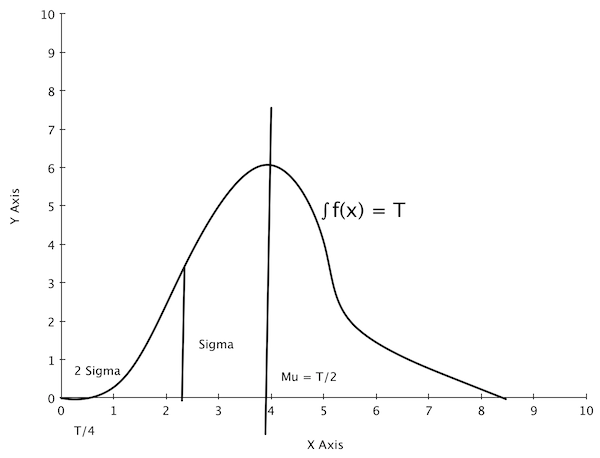 10
9
8
7
6
5
4
3
2
1
0
Y Axis
∫f(x) = T
Sigma
2 Sigma
Mu = T/2
0 1 2 3 4 5 6 7 8 9 10
T/4
X Axis